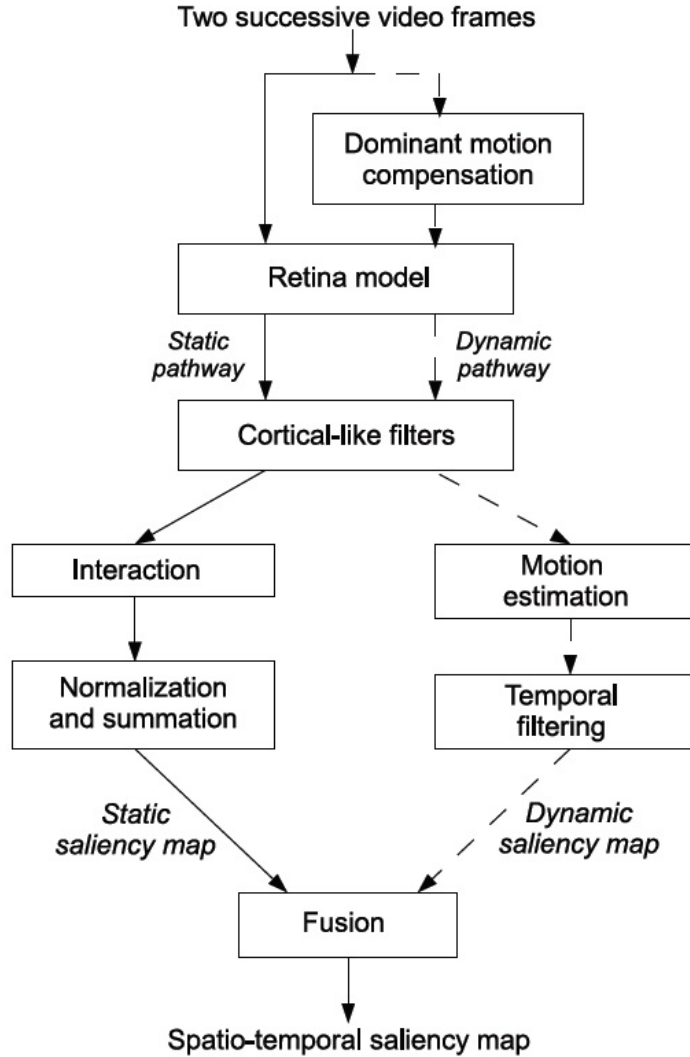 Two successive video frames
Dominant motion
compensation
Retina model
Static
pathway
Dynamic
pathway
Cortical-like filters
Interaction
Motion
estimation
Normalization
and summation
Temporal
filtering
Static
saliency map
Dynamic
saliency map
Fusion
Spatio-temporal saliency map